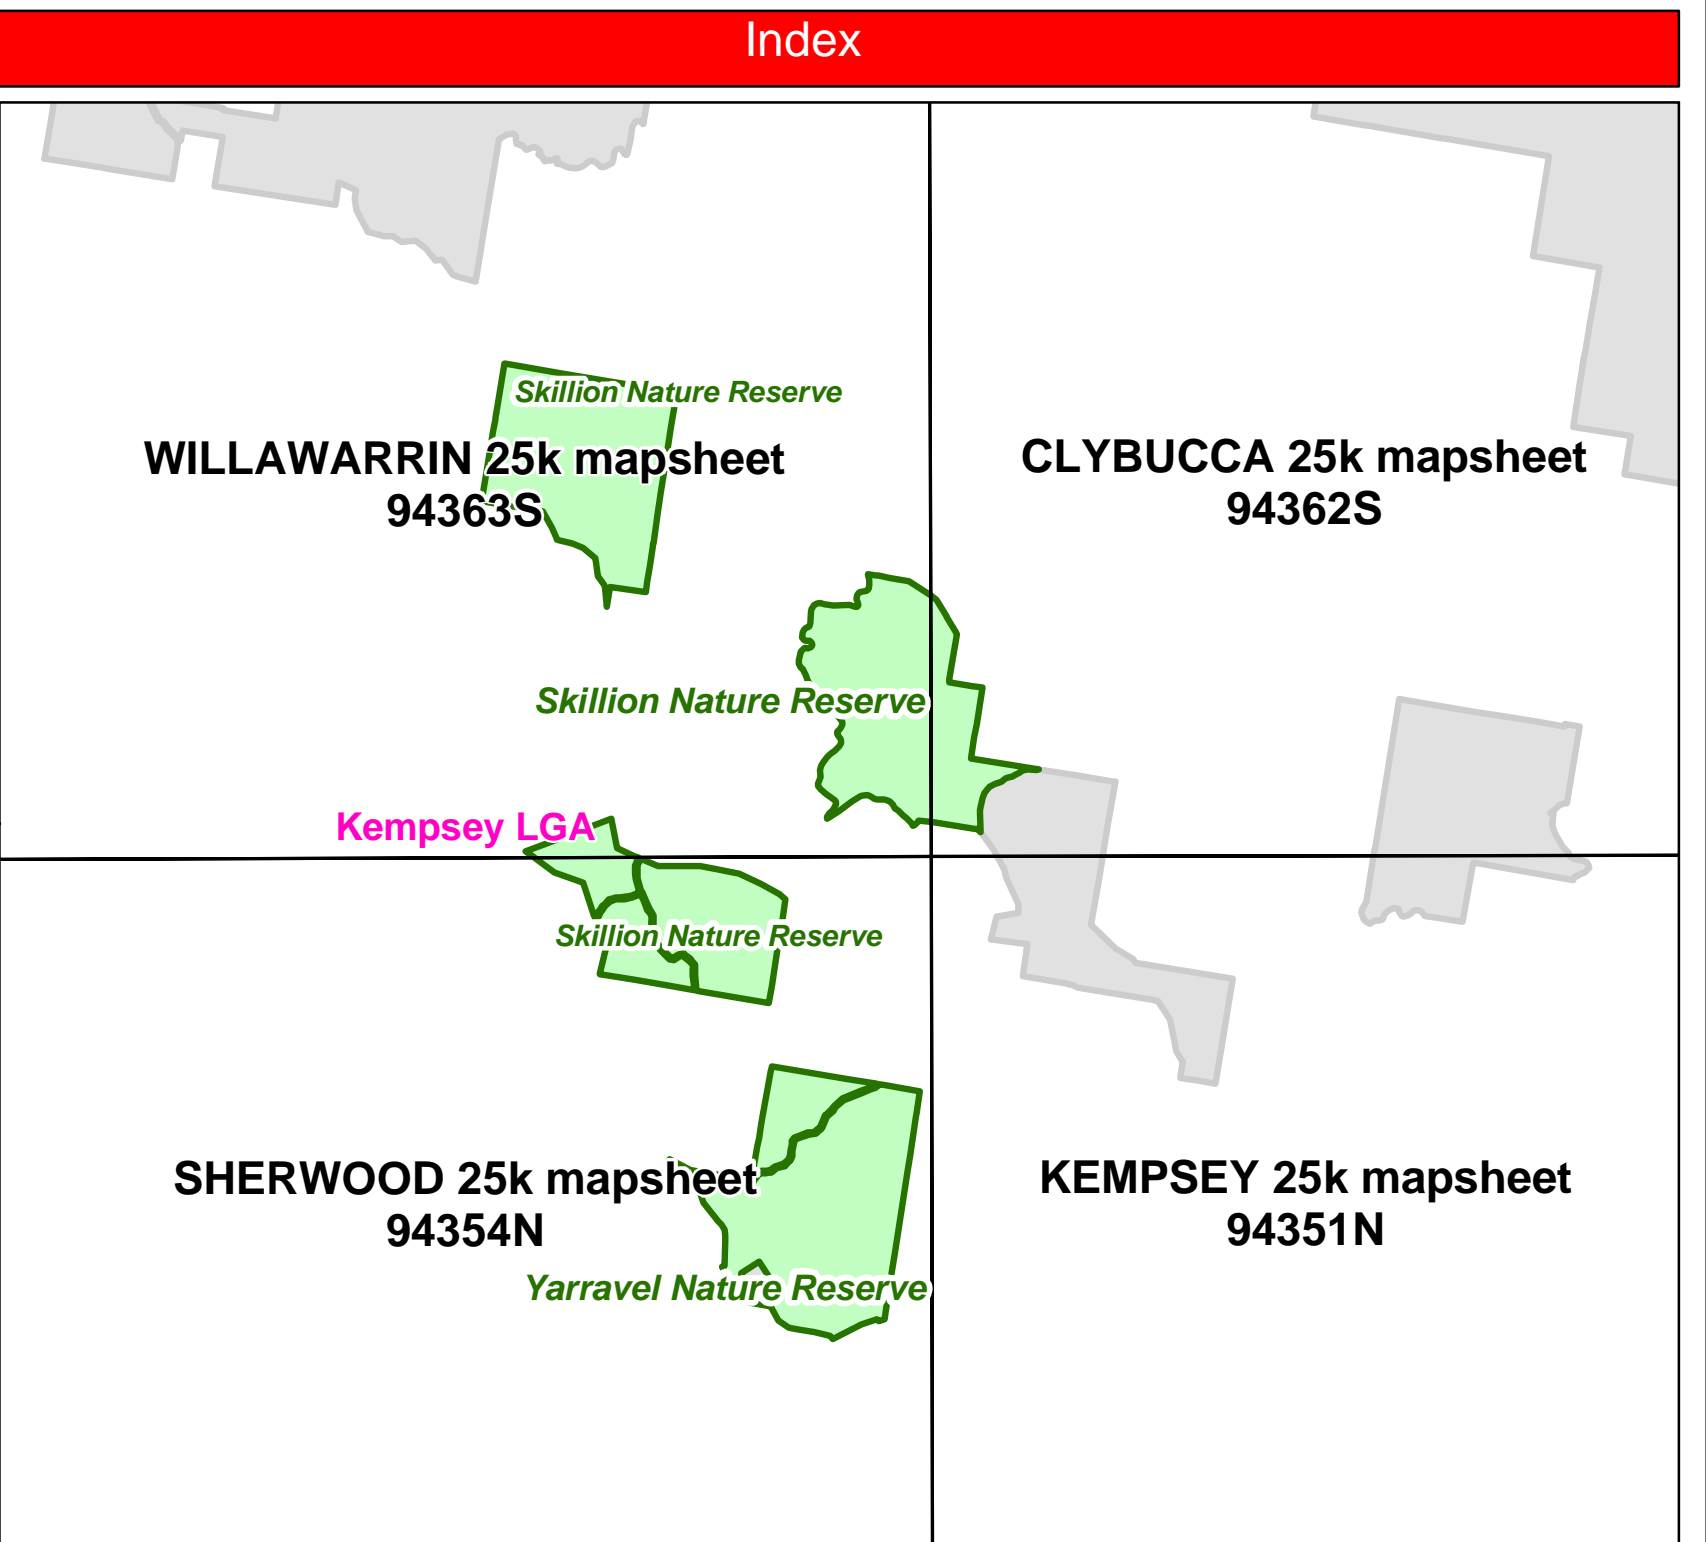 Index
Skillion Nature Reserve
WILLAWARRIN 25k mapsheet
94363S
CLYBUCCA 25k mapsheet
94362S
Skillion Nature Reserve
Kempsey LGA
Skillion Nature Reserve
SHERWOOD 25k mapsheet
94354N
KEMPSEY 25k mapsheet
94351N
Yarravel Nature Reserve